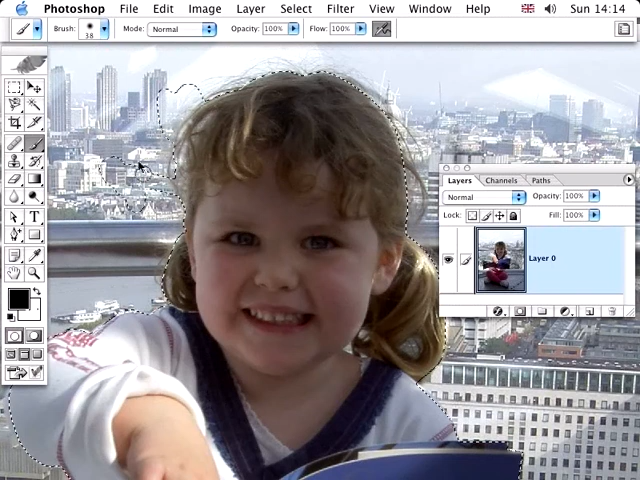 Photoshop File Edit Image Layer Select Filter View Window Help Sun 14:14
Brush: 38 Mode: Normal Opacity: 100% Flow: 100%
Layers Channels Paths
Normal Opacity: 100%
Lock: Fill: 100%
Layer 0
T